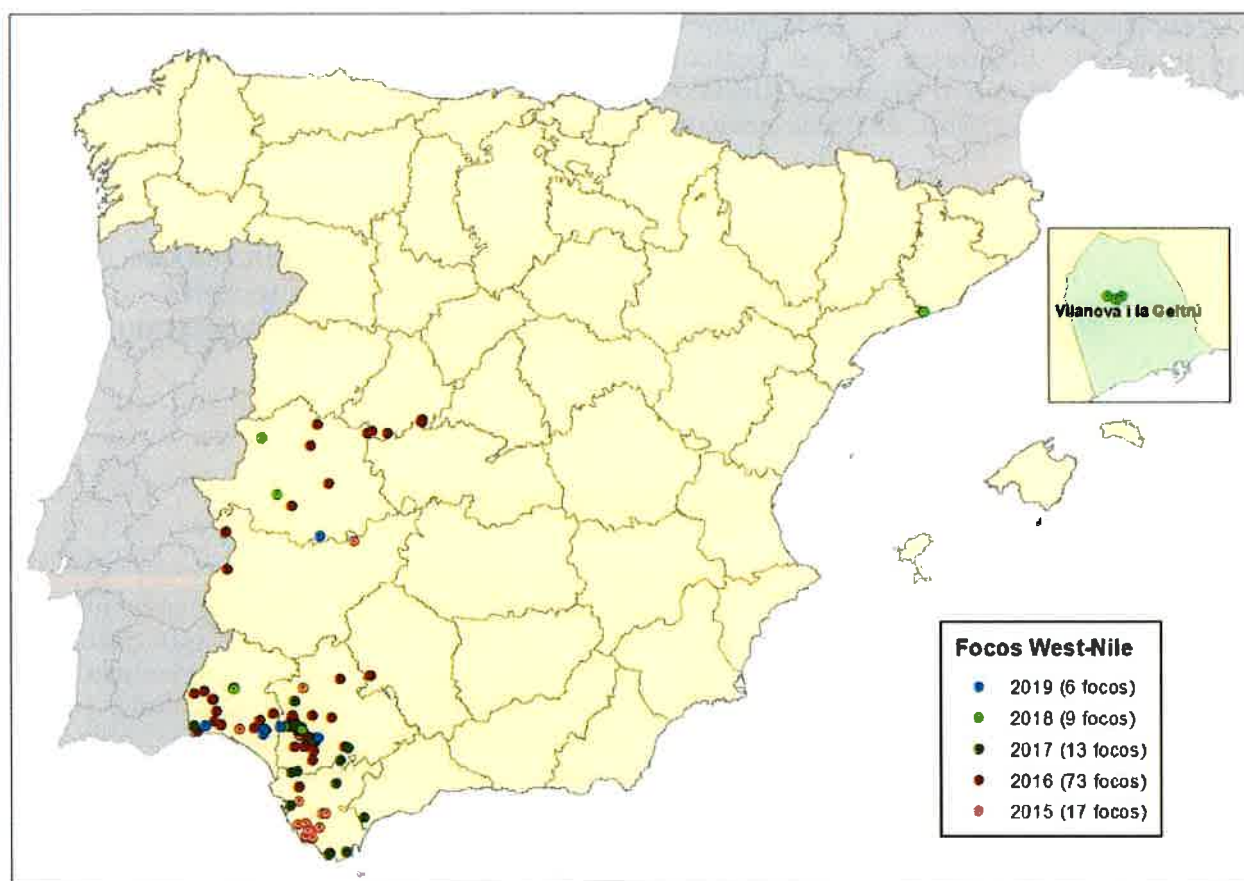 Vilanova i la Geltrú
Focos West-Nile
2019 (6 focos)
2018 (9 focos)
2017 (13 focos)
2016 (73 focos)
2015 (17 focos)